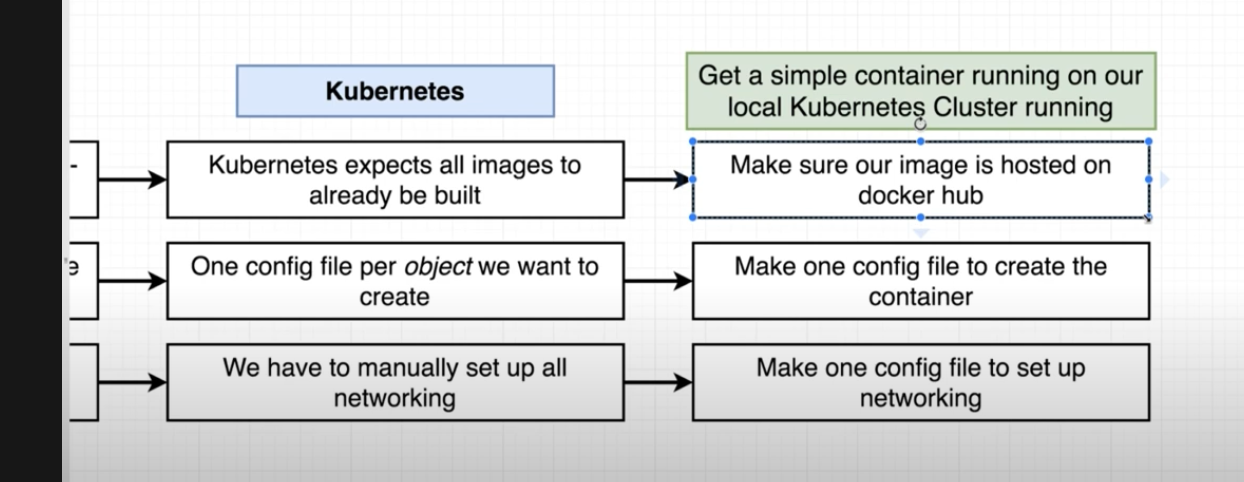 Kubernetes
Get a simple container running on our
local Kubernetes Cluster running
-
Kubernetes expects all images to
already be built
Make sure our image is hosted on
docker hub
e
One config file per object we want to
create
Make one config file to create the
container
We have to manually set up all
networking
Make one config file to set up
networking